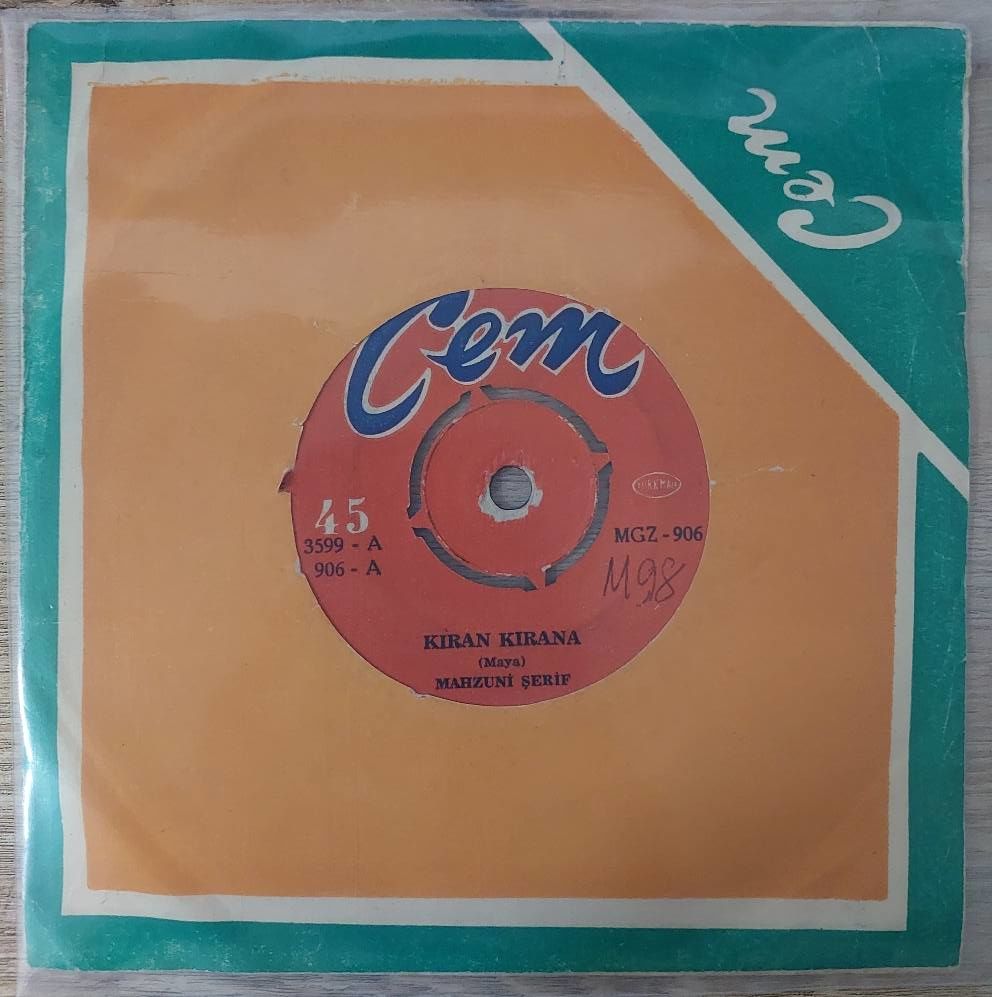 Cem
Cem
45
3599 - A
906 - A
MGZ - 906
M98
KIRAN KIRANA
(Maya)
MAHZUNİ ŞERİF